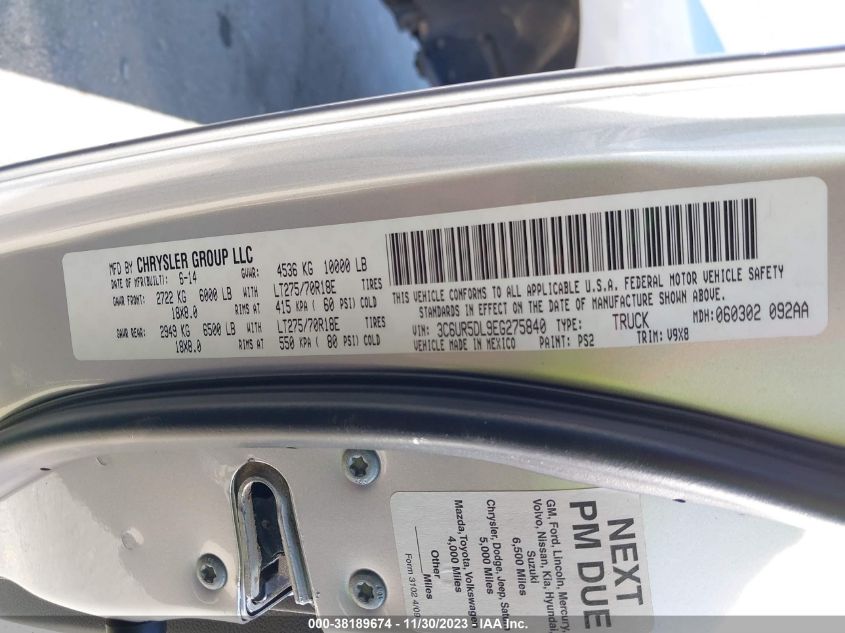 MFD BY CHRYSLER GROUP LLC
DATE OF MFR(BUILT): 6-14 GVWR: 4536 KG 10000 LB
GAWR FRONT: 2722 KG 6000 LB WITH LT275/70R18E TIRES
18X8.0 RIMS AT 415 KPA ( 60 PSI) COLD
GAWR REAR: 2949 KG 6500 LB WITH LT275/70R18E TIRES
18X8.0 RIMS AT 550 KPA ( 80 PSI) COLD
THIS VEHICLE CONFORMS TO ALL APPLICABLE U.S.A. FEDERAL MOTOR VEHICLE SAFETY
STANDARDS IN EFFECT ON THE DATE OF MANUFACTURE SHOWN ABOVE.
VIN: 3C6UR5DL9EG275840 TYPE: TRUCK MDH: 060302 092AA
VEHICLE MADE IN MEXICO PAINT: PS2 TRIM: V9X8
NEXT
PM DUE
GM, Ford, Lincoln, Mercury,
Volvo, Nissan, Kia, Hyundai,
Suzuki
6,500 Miles
Chrysler, Dodge, Jeep,
5,000 Miles
Mazda, Toyota, Volkswagen
4,000 Miles
Other
Miles
Form 3102 4/09
000-38189674 - 11/30/2023 - IAA Inc.